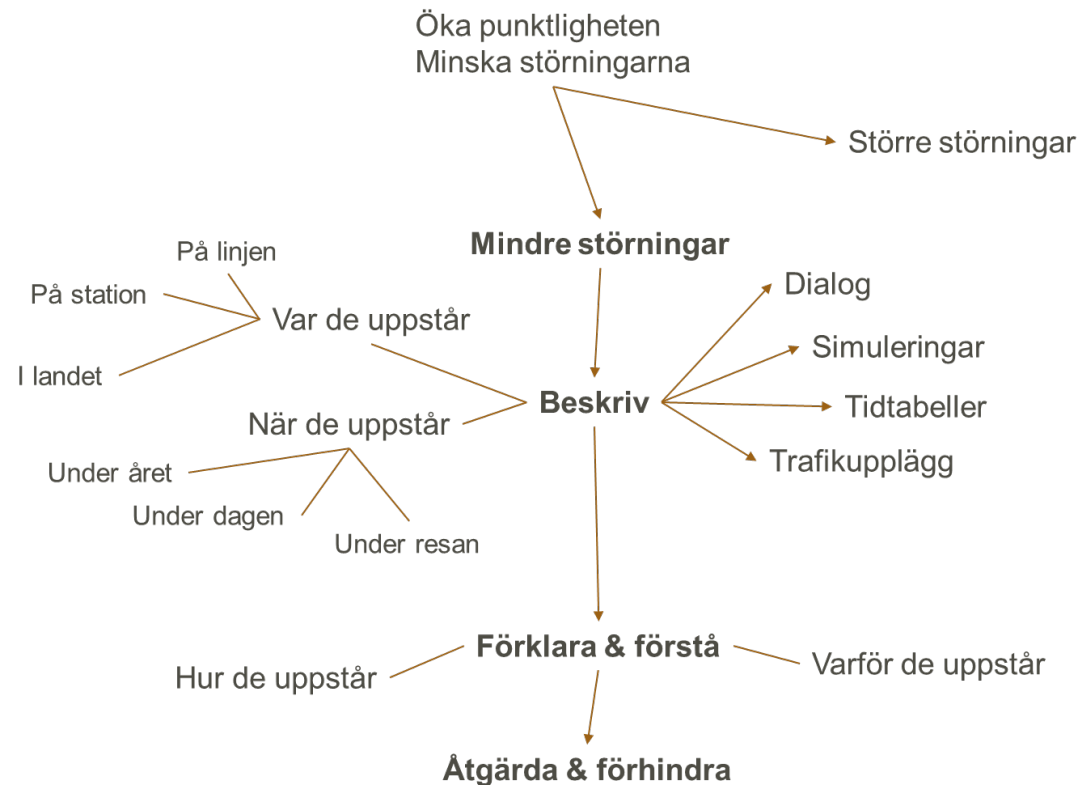 Öka punktligheten
Minska störningarna
Större störningar
Mindre störningar
På linjen
På station
Var de uppstår
I landet
Dialog
Simuleringar
Beskriv
Tidtabeller
När de uppstår
Trafikupplägg
Under året
Under dagen
Under resan
Förklara & förstå
Hur de uppstår
Varför de uppstår
Åtgärda & förhindra